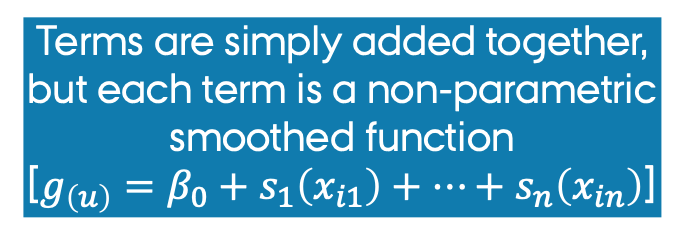 Terms are simply added together,
but each term is a non-parametric
smoothed function
[𝑔₍ᵤ₎ = 𝛽₀ + 𝑠₁(𝑥ᵢ₁) + ⋯ + 𝑠ₙ(𝑥ᵢₙ)]